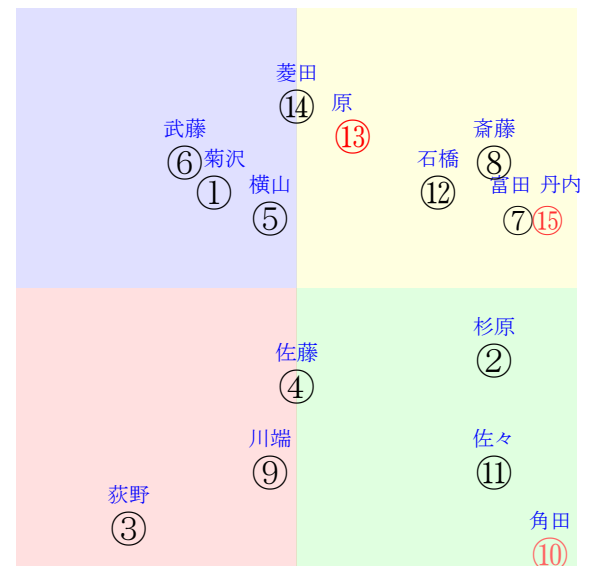 菱田
⑭
原
⑬
武藤
⑥
菊沢
①
横山
⑤
石橋
⑫
斎藤
⑧
富田
⑦
丹内
⑮
杉原
②
佐藤
④
川端
⑨
佐々
⑪
荻野
③
角田
⑩